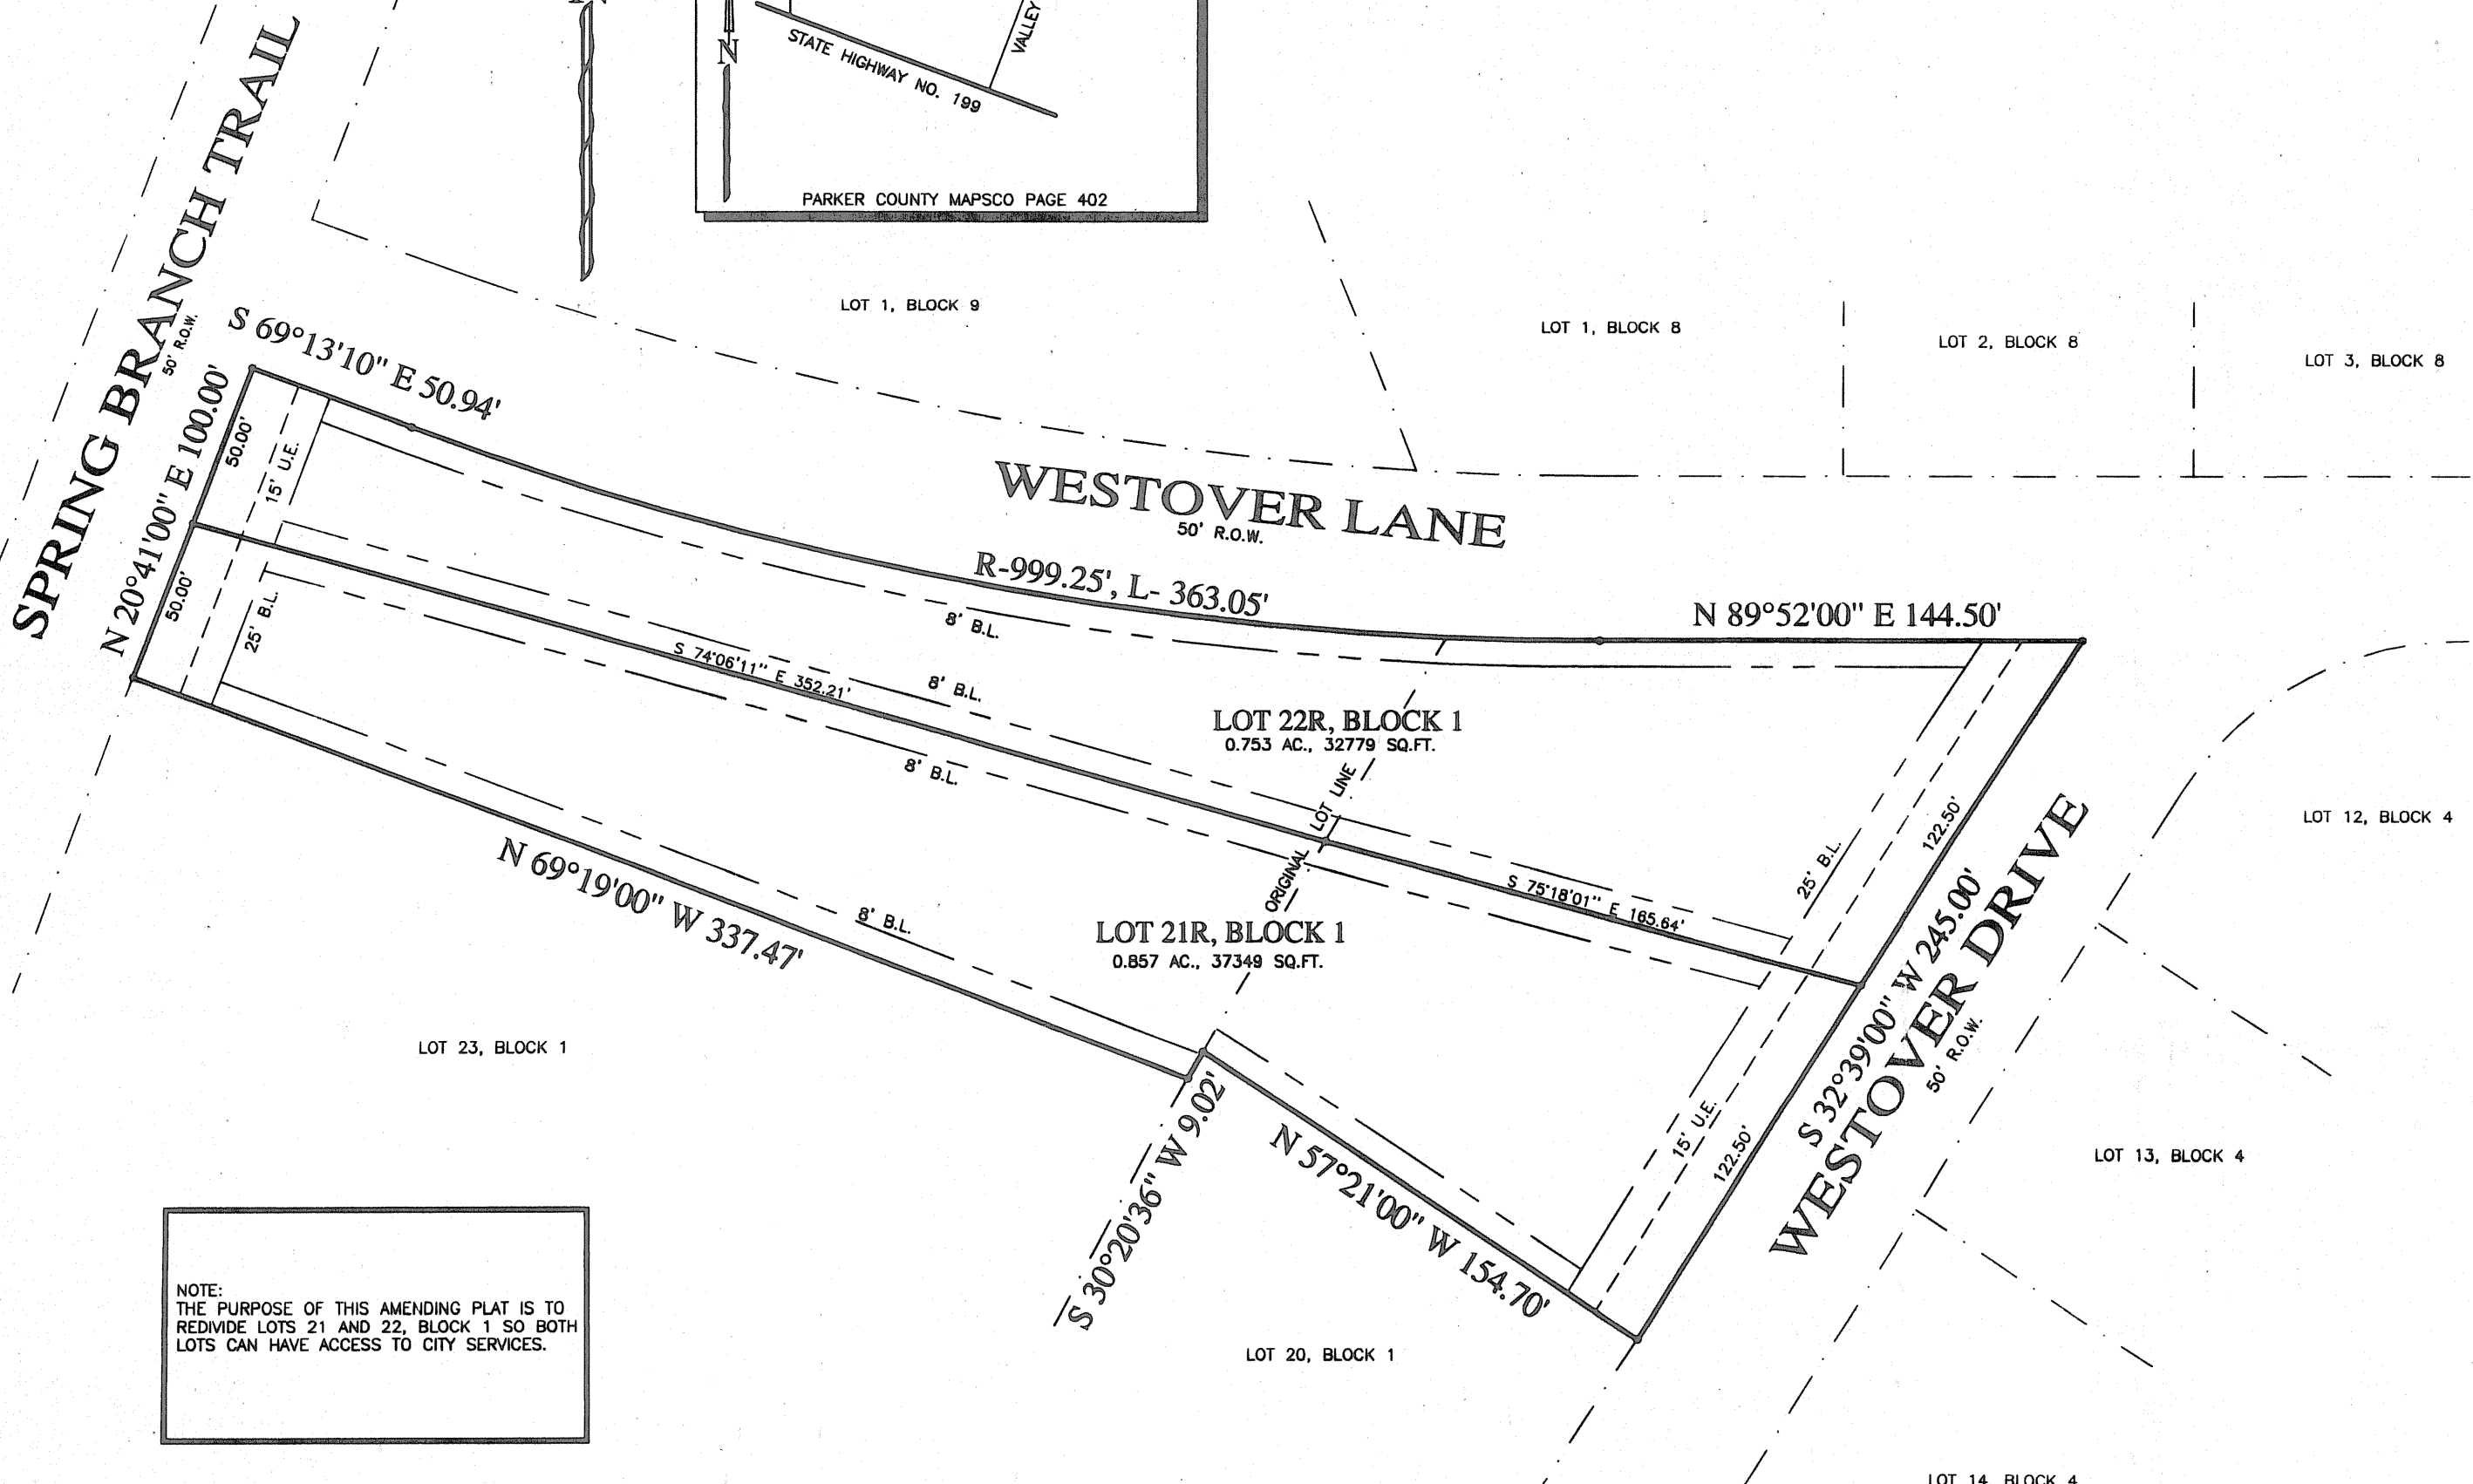 STATE HIGHWAY NO. 199
VALLEY
N
PARKER COUNTY MAPSCO PAGE 402
SPRING BRANCH TRAIL
50' R.O.W.
LOT 1, BLOCK 9
LOT 1, BLOCK 8
LOT 2, BLOCK 8
LOT 3, BLOCK 8
S 69°13'10" E 50.94'
N 20°41'00" E 100.00'
50.00'
15' U.E.
50.00'
25' B.L.
WESTOVER LANE
50' R.O.W.
R-999.25', L- 363.05'
8' B.L.
N 89°52'00" E 144.50'
S 74°06'11" E 352.21'
8' B.L.
8' B.L.
LOT 22R, BLOCK 1
0.753 AC., 32779 SQ.FT.
ORIGINAL LOT LINE
25' B.L.
122.50'
LOT 12, BLOCK 4
N 69°19'00" W 337.47'
8' B.L.
S 75°18'01" E 165.64'
LOT 21R, BLOCK 1
0.857 AC., 37349 SQ.FT.
S 32°39'00" W 245.00'
WESTOVER DRIVE
50' R.O.W.
LOT 23, BLOCK 1
S 30°20'36" W 9.02'
N 57°21'00" W 154.70'
15' U.E.
122.50'
LOT 13, BLOCK 4
NOTE:
THE PURPOSE OF THIS AMENDING PLAT IS TO
REDIVIDE LOTS 21 AND 22, BLOCK 1 SO BOTH
LOTS CAN HAVE ACCESS TO CITY SERVICES.
LOT 20, BLOCK 1
LOT 14, BLOCK 4